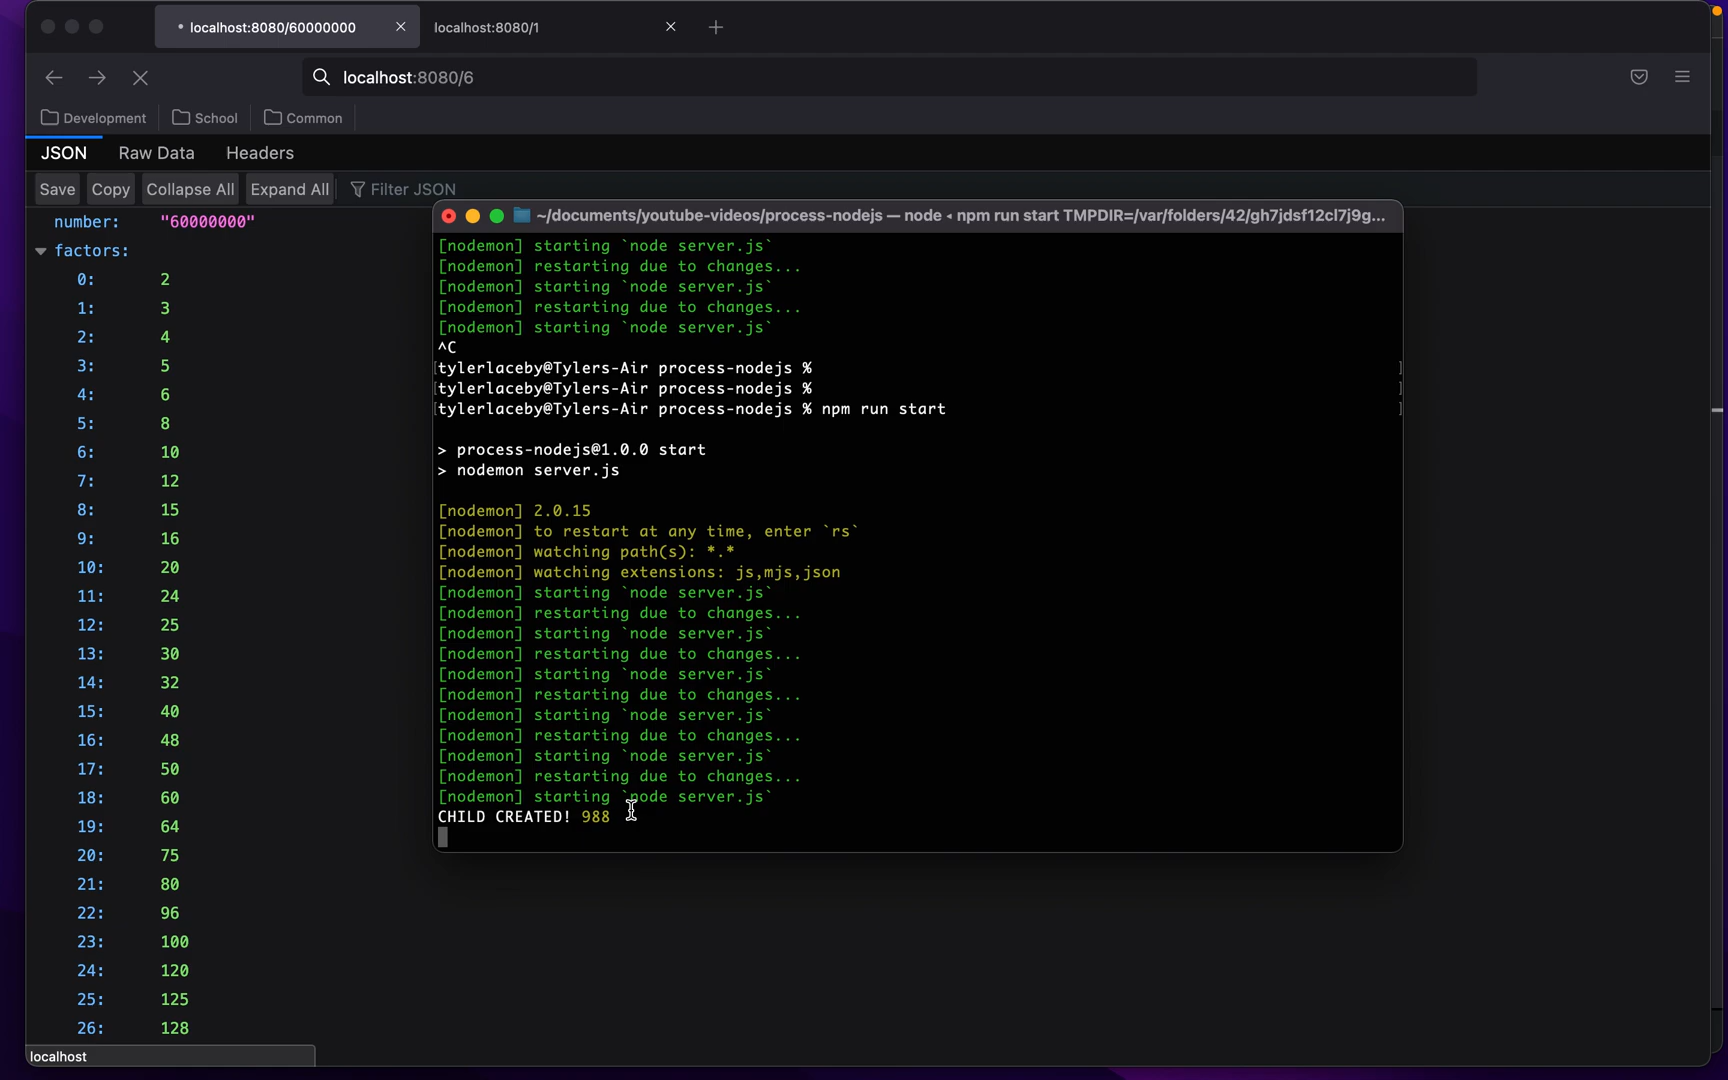 localhost:8080/60000000
localhost:8080/1
localhost:8080/6
Development
School
Common
JSON
Raw Data
Headers
Save
Copy
Collapse All
Expand All
Filter JSON
number: "60000000"
factors:
0: 2
1: 3
2: 4
3: 5
4: 6
5: 8
6: 10
7: 12
8: 15
9: 16
10: 20
11: 24
12: 25
13: 30
14: 32
15: 40
16: 48
17: 50
18: 60
19: 64
20: 75
21: 80
22: 96
23: 100
24: 120
25: 125
26: 128
localhost
~/documents/youtube-videos/process-nodejs — node ◂ npm run start TMPDIR=/var/folders/42/gh7jdsf12cl7j9g...
[nodemon] starting `node server.js`
[nodemon] restarting due to changes...
[nodemon] starting `node server.js`
[nodemon] restarting due to changes...
[nodemon] starting `node server.js`
^C
[tylerlaceby@Tylers-Air process-nodejs % ]
[tylerlaceby@Tylers-Air process-nodejs % ]
[tylerlaceby@Tylers-Air process-nodejs % npm run start ]
> process-nodejs@1.0.0 start
> nodemon server.js
[nodemon] 2.0.15
[nodemon] to restart at any time, enter `rs`
[nodemon] watching path(s): *.*
[nodemon] watching extensions: js,mjs,json
[nodemon] starting `node server.js`
[nodemon] restarting due to changes...
[nodemon] starting `node server.js`
[nodemon] restarting due to changes...
[nodemon] starting `node server.js`
[nodemon] restarting due to changes...
[nodemon] starting `node server.js`
[nodemon] restarting due to changes...
[nodemon] starting `node server.js`
[nodemon] restarting due to changes...
[nodemon] starting `node server.js`
CHILD CREATED! 988